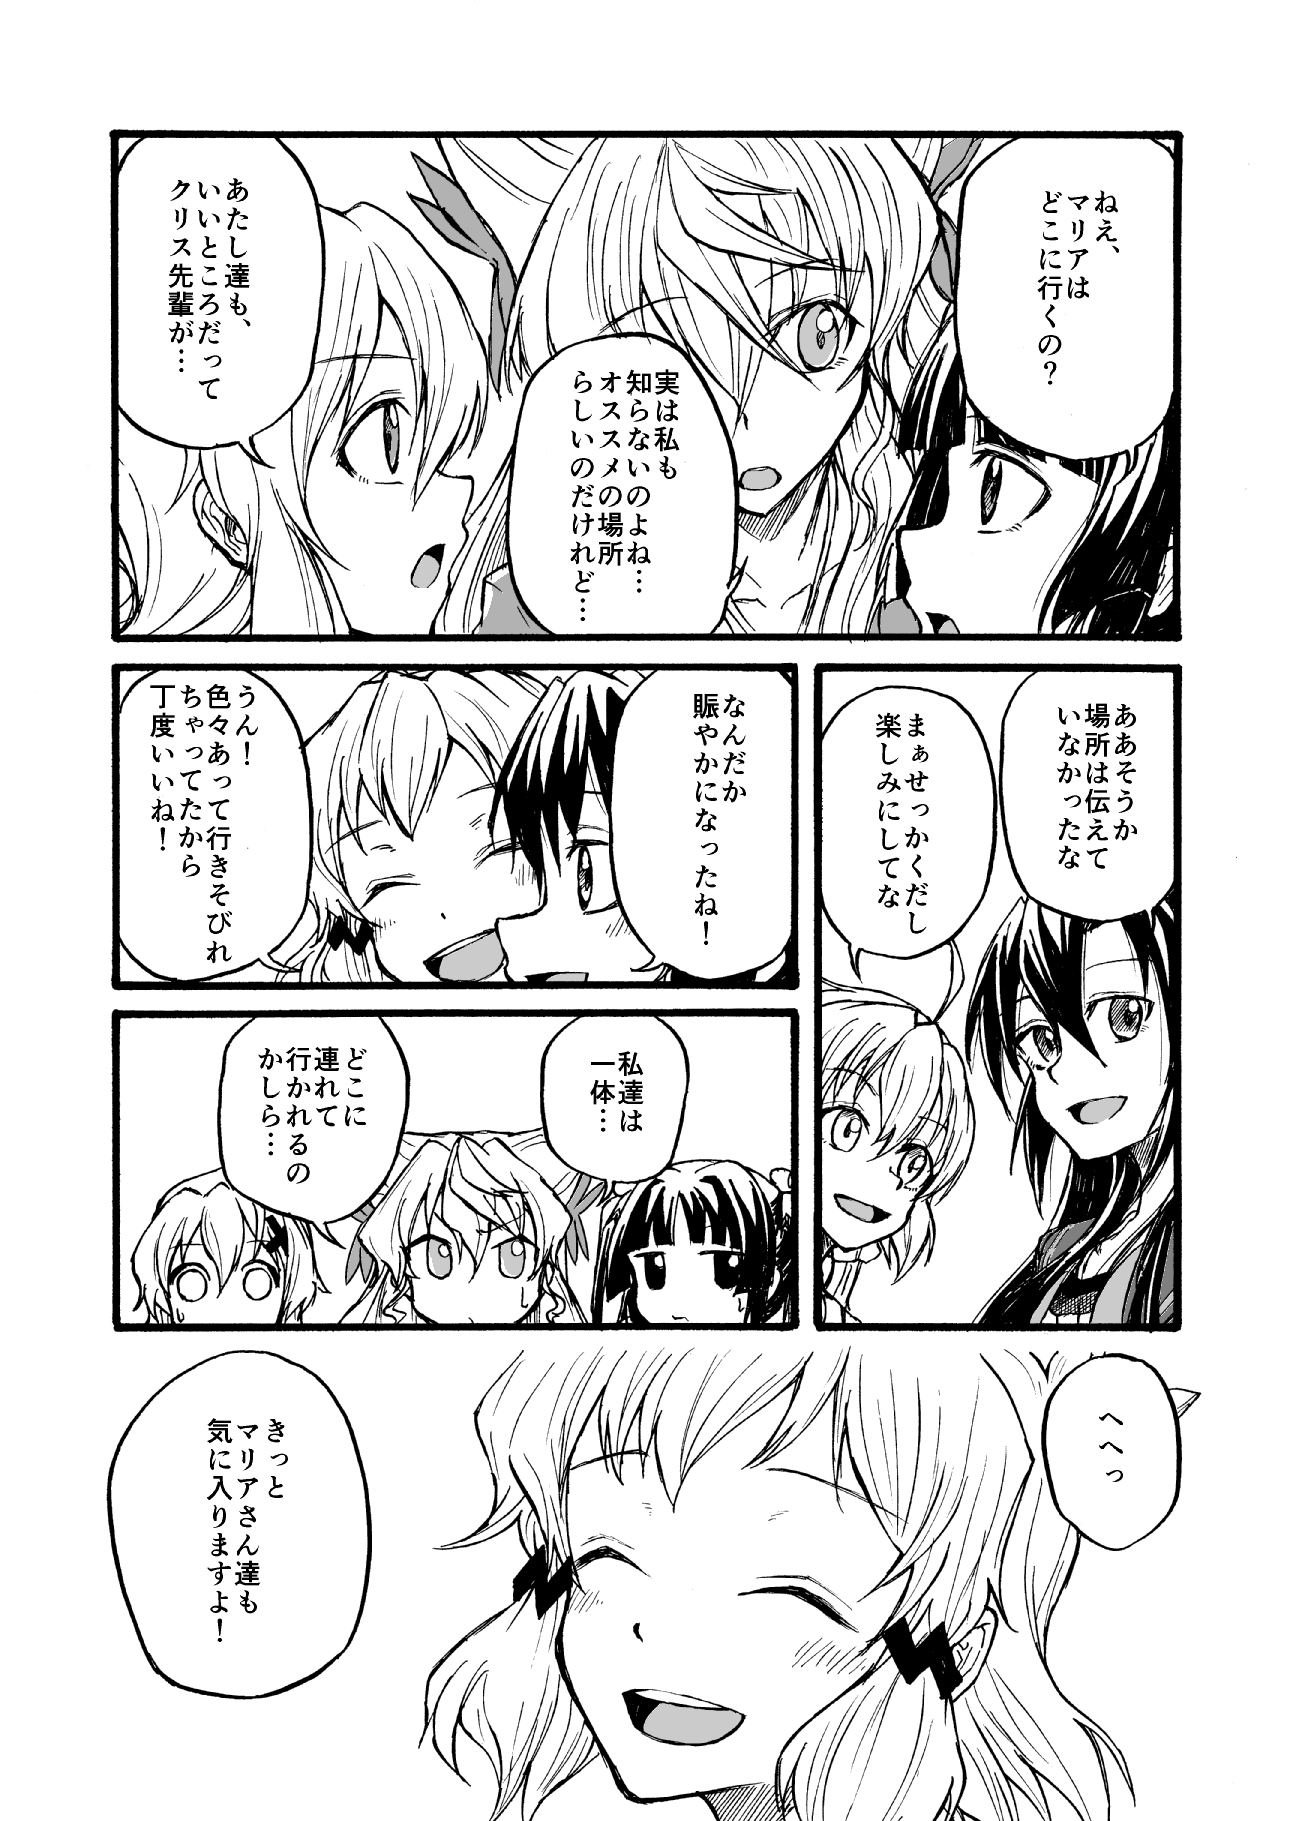 ねえ、
マリアは
どこに行くの?
実は私も
知らないのよね…
オススメの場所
らしいのだけれど…
あたし達も、
いいところだって
クリス先輩が…
ああそうか
場所は伝えて
いなかったな
まぁせっかくだし
楽しみにしてな
なんだか
賑やかになったね!
うん!
色々あって行きそびれ
ちゃってたから
丁度いいね!
私達は
一体…
どこに
連れて
行かれるの
かしら…
へへっ
きっと
マリアさん達も
気に入りますよ!